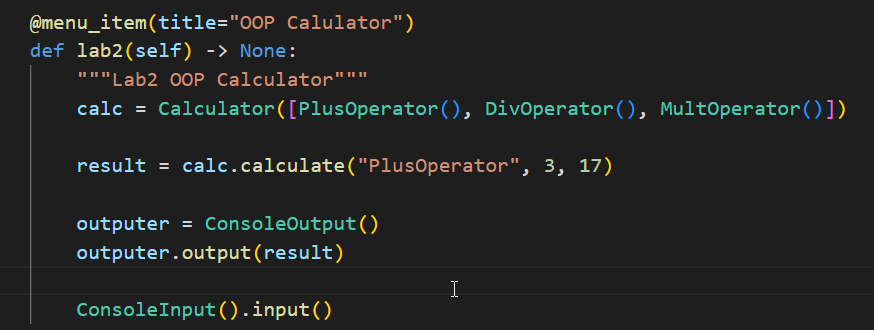 @menu_item(title="OOP Calulator")
def lab2(self) -> None:
"""Lab2 OOP Calculator"""
calc = Calculator([PlusOperator(), DivOperator(), MultOperator()])
result = calc.calculate("PlusOperator", 3, 17)
outputer = ConsoleOutput()
outputer.output(result)
ConsoleInput().input()